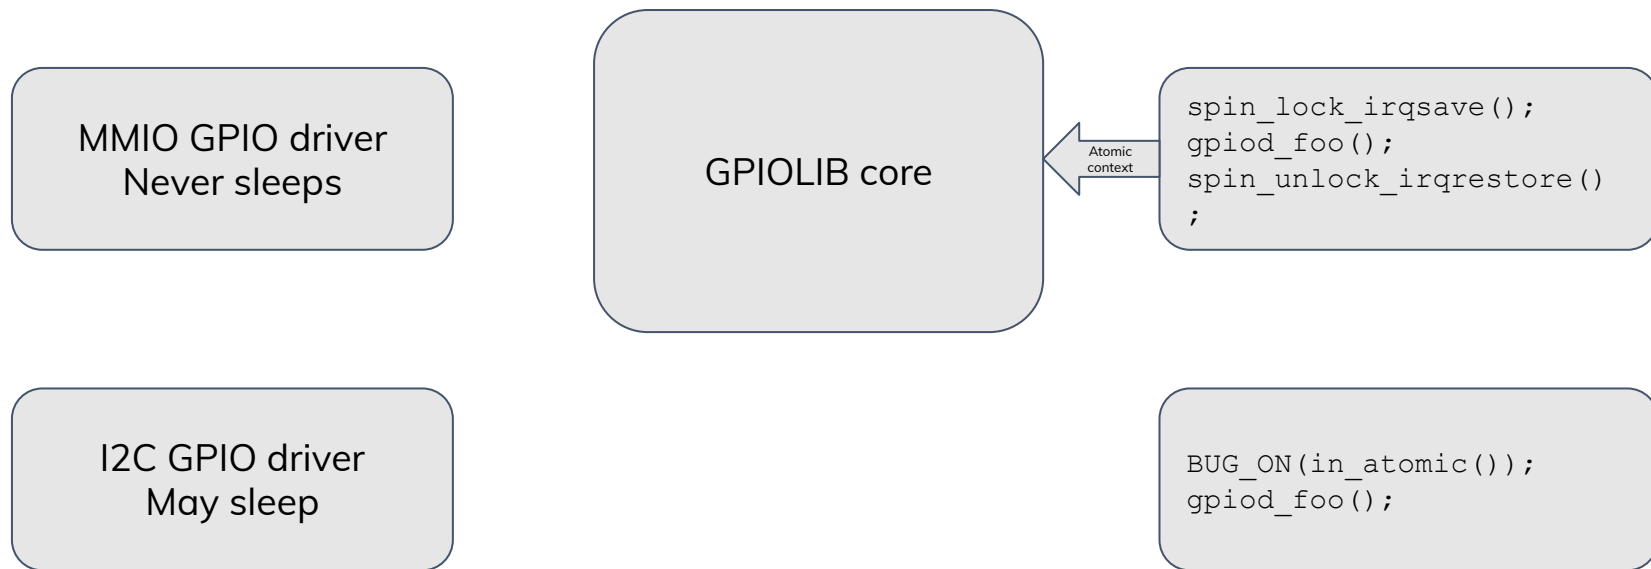 MMIO GPIO driver
Never sleeps
GPIOLIB core
Atomic
context
spin_lock_irqsave();
gpiod_foo();
spin_unlock_irqrestore()
;
I2C GPIO driver
May sleep
BUG_ON(in_atomic());
gpiod_foo();